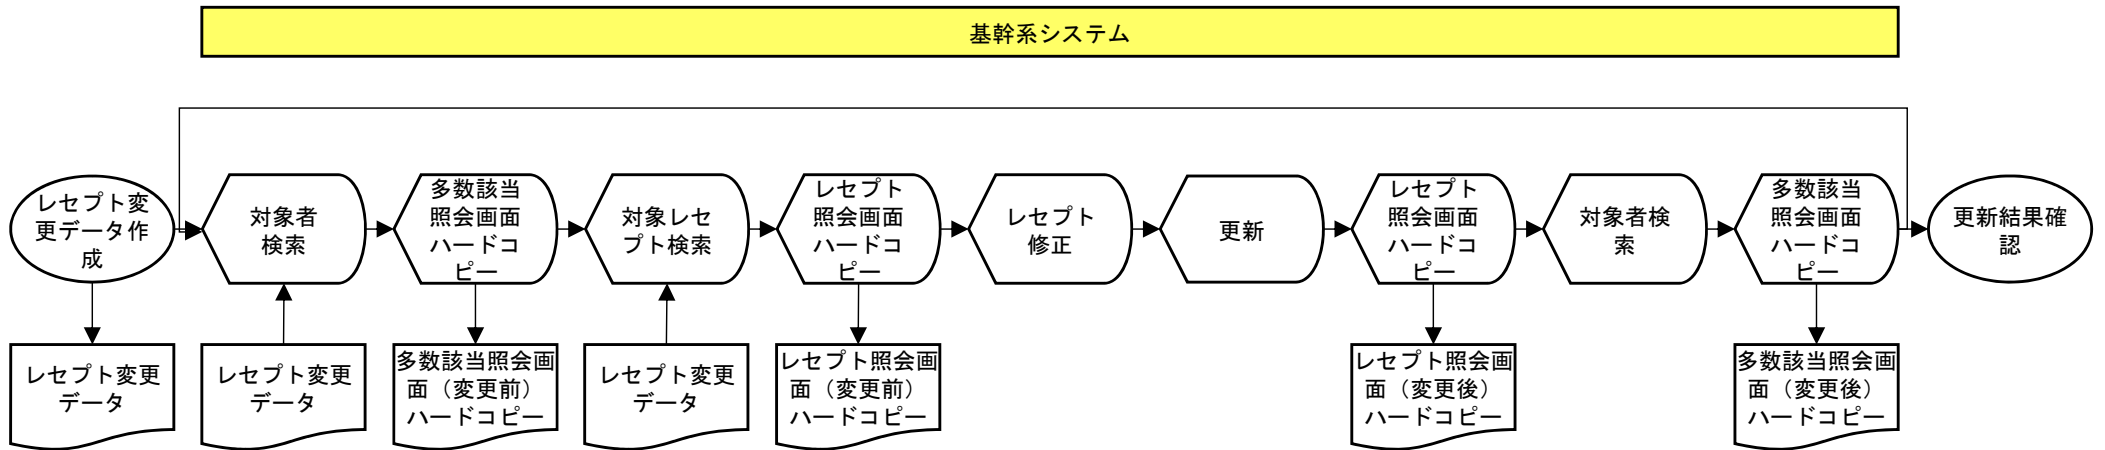 基幹系システム
レセプト変
更データ作
成
対象者
検索
多数該当
照会画面
ハードコ
ピー
対象レセ
プト検索
レセプト
照会画面
ハードコ
ピー
レセプト
修正
更新
レセプト
照会画面
ハードコ
ピー
対象者検
索
多数該当
照会画面
ハードコ
ピー
更新結果確
認
レセプト変更
データ
レセプト変更
データ
多数該当照会画
面（変更前）
ハードコピー
レセプト変更
データ
レセプト照会画
面（変更前）
ハードコピー
レセプト照会画
面（変更後）
ハードコピー
多数該当照会画
面（変更後）
ハードコピー